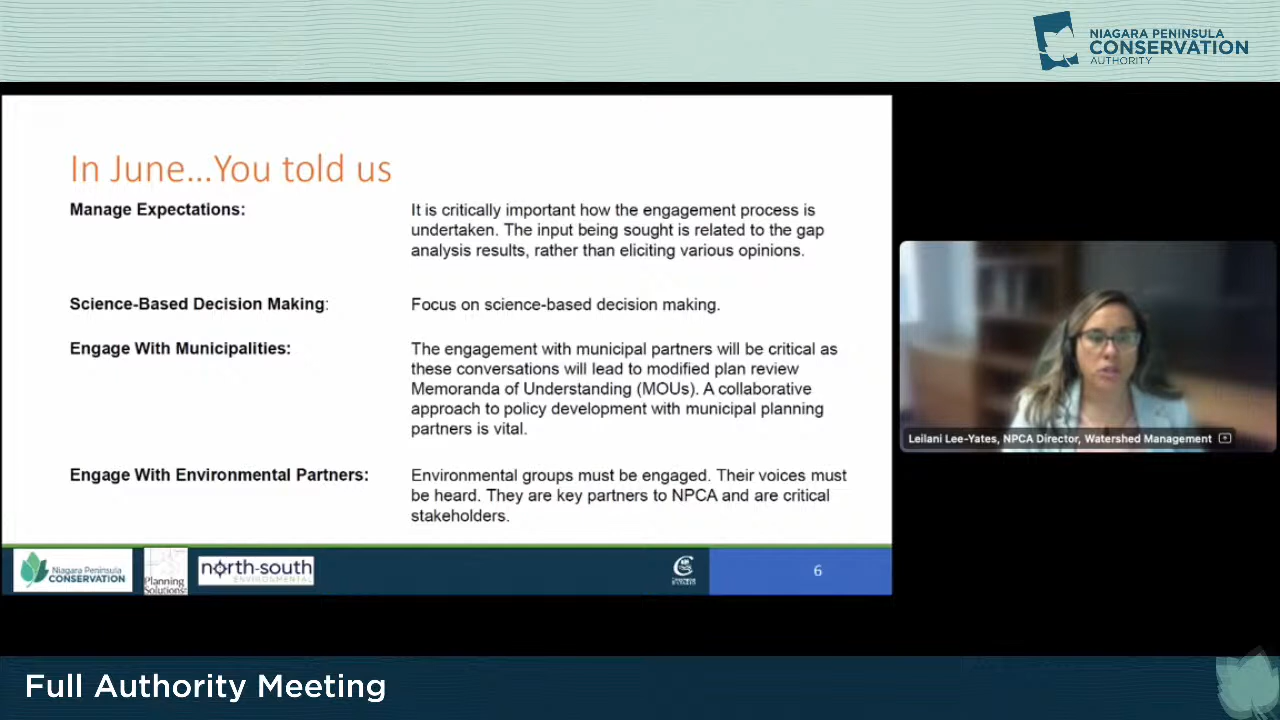 NIAGARA PENINSULA
CONSERVATION
AUTHORITY
In June...You told us
Manage Expectations:
It is critically important how the engagement process is
undertaken. The input being sought is related to the gap
analysis results, rather than eliciting various opinions.
Science-Based Decision Making:
Focus on science-based decision making.
Engage With Municipalities:
The engagement with municipal partners will be critical as
these conversations will lead to modified plan review
Memoranda of Understanding (MOUs). A collaborative
approach to policy development with municipal planning
partners is vital.
Engage With Environmental Partners:
Environmental groups must be engaged. Their voices must
be heard. They are key partners to NPCA and are critical
stakeholders.
Leilani Lee-Yates, NPCA Director, Watershed Management
Niagara Peninsula
CONSERVATION
Planning
Solutions
north-south
ENVIRONMENTAL
6
Full Authority Meeting